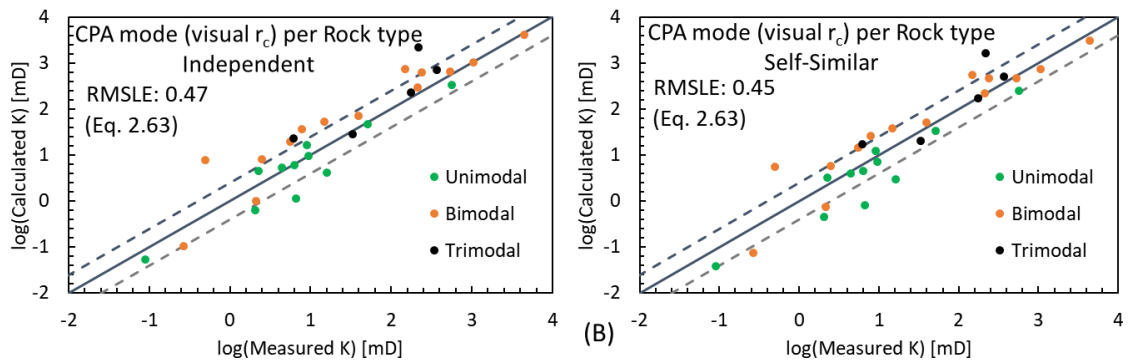 CPA mode (visual rc) per Rock type
Independent
RMSLE: 0.47
(Eq. 2.63)
Unimodal
Bimodal
Trimodal
log(Calculated K) [mD]
4
3
2
1
0
-1
-2
-2 -1 0 1 2 3 4
log(Measured K) [mD]
(B)
CPA mode (visual rc) per Rock type
Self-Similar
RMSLE: 0.45
(Eq. 2.63)
Unimodal
Bimodal
Trimodal
log(Calculated K) [mD]
4
3
2
1
0
-1
-2
-2 -1 0 1 2 3 4
log(Measured K) [mD]